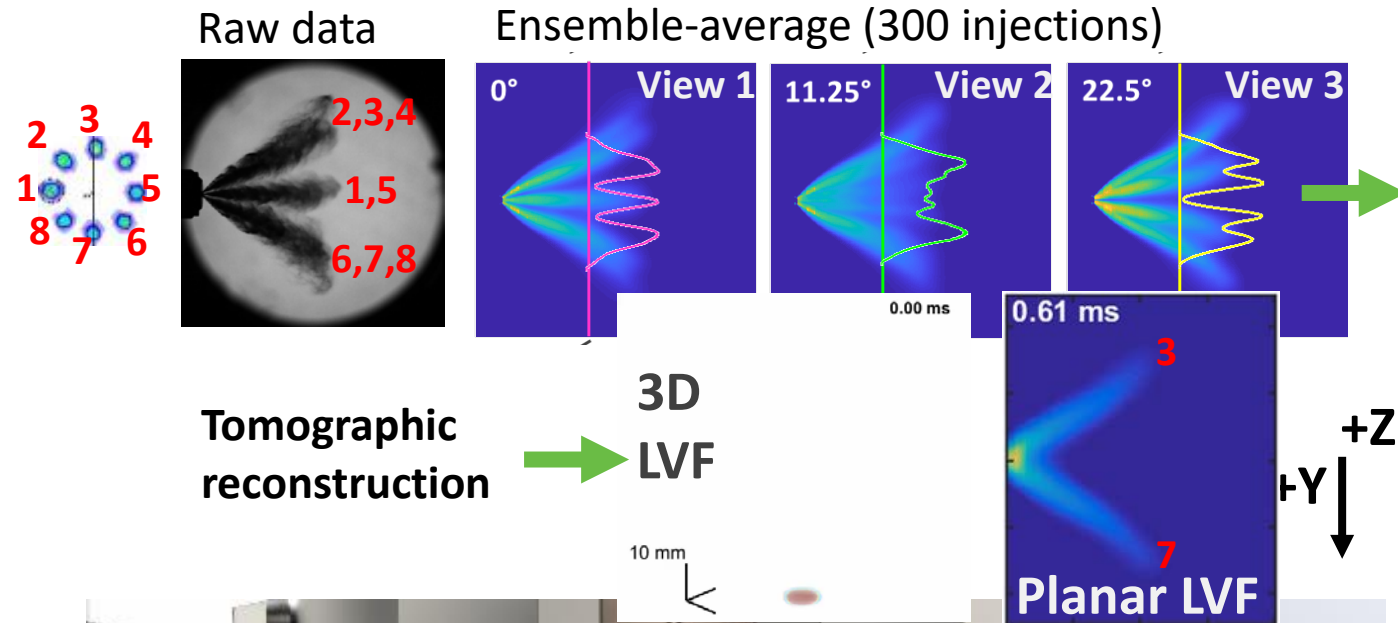 Raw data
Ensemble-average (300 injections)
1
2
3
4
5
6
7
8
2,3,4
1,5
6,7,8
0°
View 1
11.25°
View 2
22.5°
View 3
Tomographic
reconstruction
0.00 ms
3D
LVF
10 mm
0.61 ms
3
7
Planar LVF
+Z
+Y